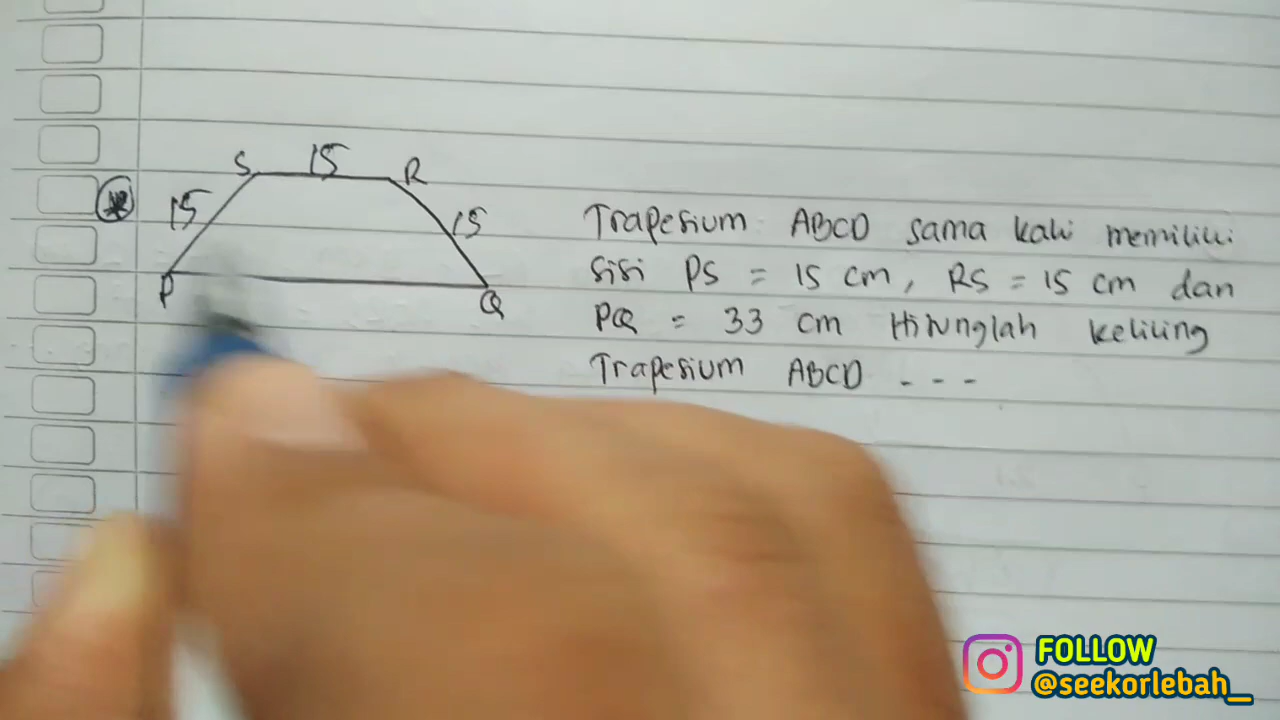 S 15 R
15
15
P
Q
Trapesium ABCD sama kaki memiliki
sisi PS = 15 cm, RS = 15 cm dan
PQ = 33 cm Hitunglah keliling
Trapesium ABCD ---
FOLLOW
@seekorlebah_